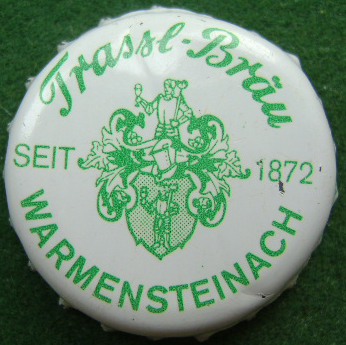 Trassl-Bräu
SEIT 1872
WARMENSTEINACH